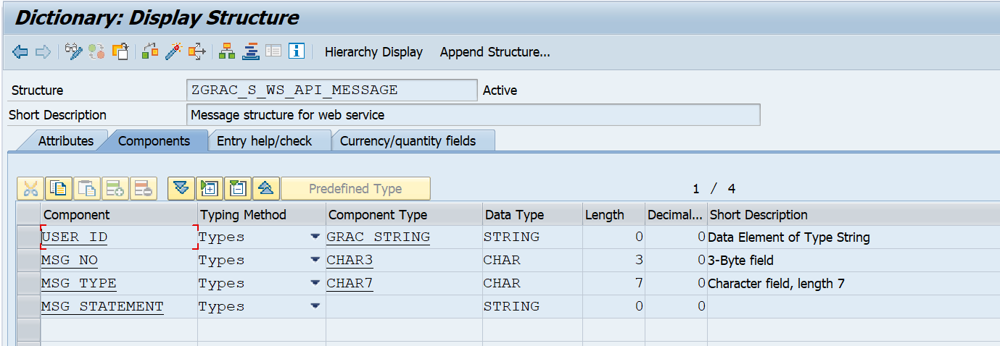 Dictionary: Display Structure
Hierarchy Display Append Structure...
Structure ZGRAC_S_WS_API_MESSAGE Active
Short Description Message structure for web service
Attributes Components Entry help/check Currency/quantity fields
Predefined Type 1 / 4
Component Typing Method Component Type Data Type Length Decimal... Short Description
USER_ID Types GRAC_STRING STRING 0 0 Data Element of Type String
MSG_NO Types CHAR3 CHAR 3 0 3-Byte field
MSG_TYPE Types CHAR7 CHAR 7 0 Character field, length 7
MSG_STATEMENT Types STRING 0 0